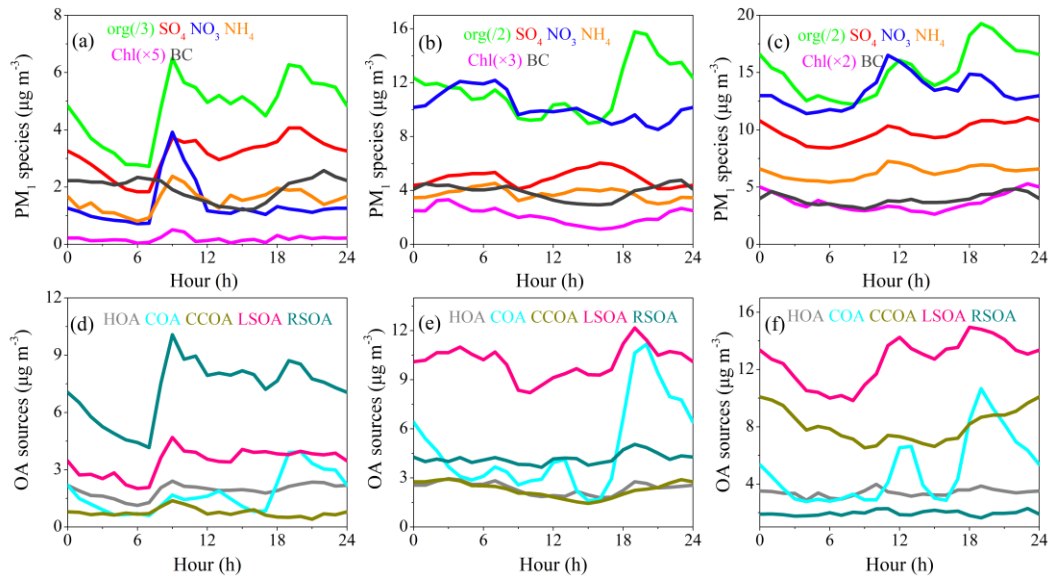 (a) org(/3) SO4 NO3 NH4
Chl(×5) BC
PM1 species (μg m-3)
8
6
4
2
0
0 6 12 18 24
Hour (h)
(b) org(/2) SO4 NO3 NH4
Chl(×3) BC
PM1 species (μg m-3)
16
12
8
4
0
0 6 12 18 24
Hour (h)
(c) org(/2) SO4 NO3 NH4
Chl(×2) BC
PM1 species (μg m-3)
20
15
10
5
0
0 6 12 18 24
Hour (h)
(d) HOA COA CCOA LSOA RSOA
OA sources (μg m-3)
12
9
6
3
0
0 6 12 18 24
Hour (h)
(e) HOA COA CCOA LSOA RSOA
OA sources (μg m-3)
12
9
6
3
0
0 6 12 18 24
Hour (h)
(f) HOA COA CCOA LSOA RSOA
OA sources (μg m-3)
16
12
8
4
0 6 12 18 24
Hour (h)